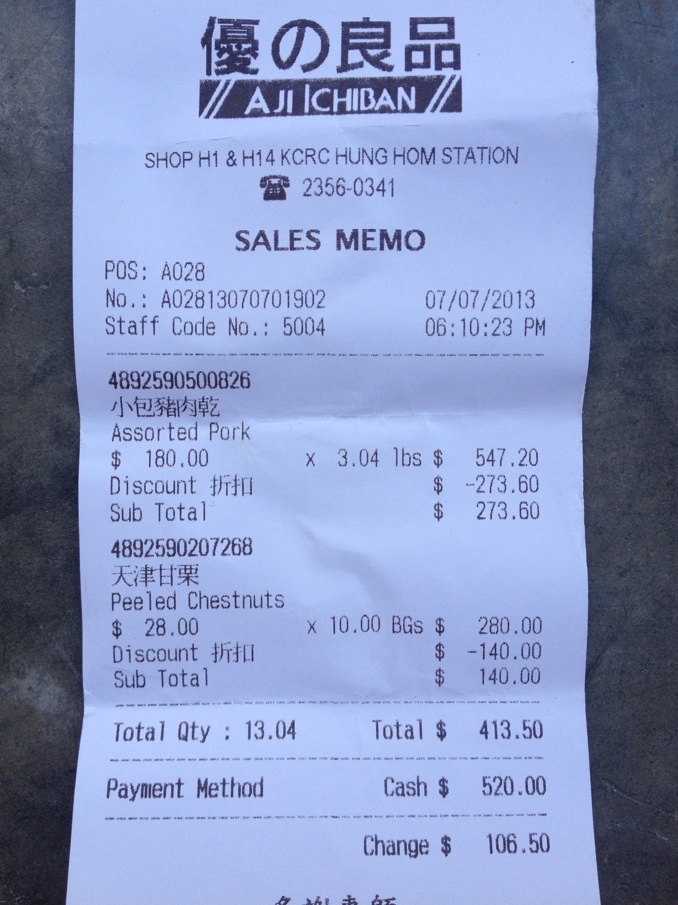 優の良品
AJI ICHIBAN
SHOP H1 & H14 KCRC HUNG HOM STATION
☎ 2356-0341
SALES MEMO
POS: A028
No.: A02813070701902 07/07/2013
Staff Code No.: 5004 06:10:23 PM
4892590500826
小包豬肉乾
Assorted Pork
$ 180.00 x 3.04 lbs $ 547.20
Discount 折扣 $ -273.60
Sub Total $ 273.60
4892590207268
天津甘栗
Peeled Chestnuts
$ 28.00 x 10.00 BGs $ 280.00
Discount 折扣 $ -140.00
Sub Total $ 140.00
Total Qty : 13.04 Total $ 413.50
Payment Method Cash $ 520.00
Change $ 106.50